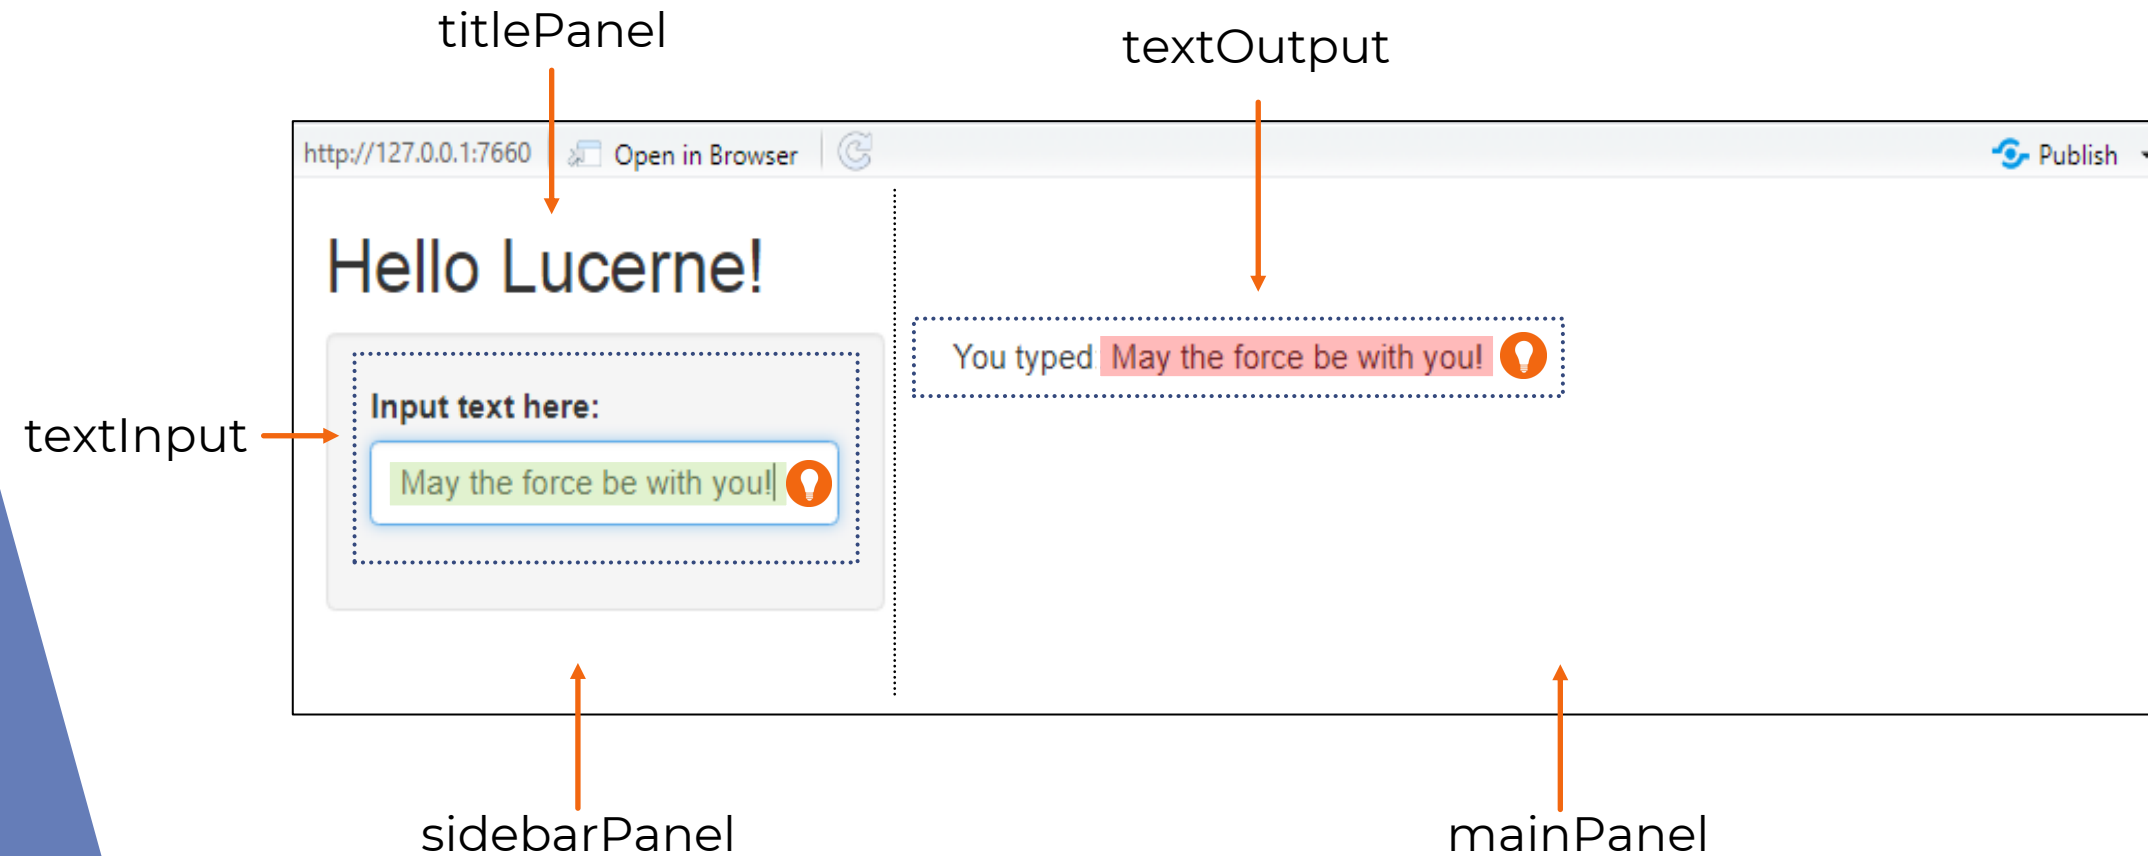 titlePanel
textOutput
http://127.0.0.1:7660 Open in Browser Publish
Hello Lucerne!
You typed: May the force be with you!
Input text here:
textInput
May the force be with you!
sidebarPanel
mainPanel